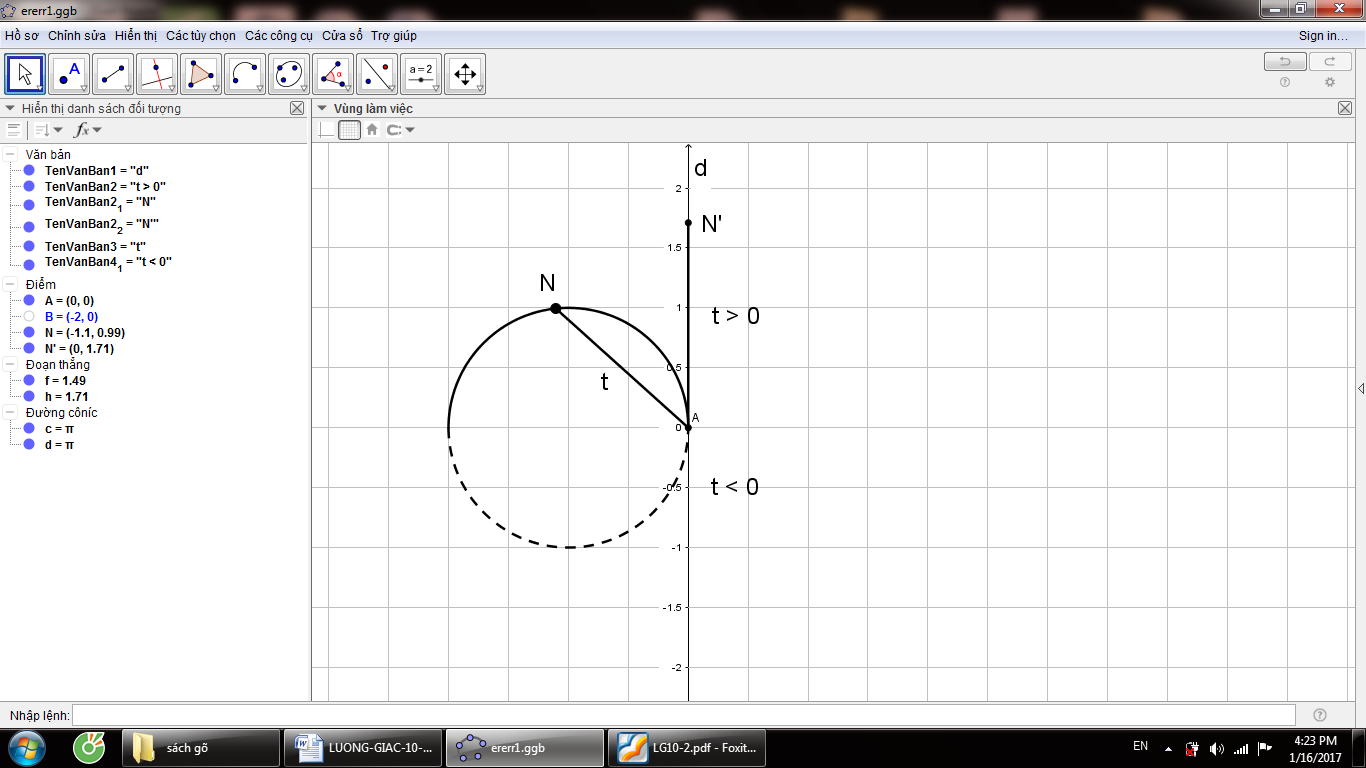 ererr1.ggb
Hồ sơ Chỉnh sửa Hiển thị Các tùy chọn Các công cụ Cửa sổ Trợ giúp Sign in...
A α a = 2
Hiển thị danh sách đối tượng
Vùng làm việc
fx
Văn bản
TenVanBan1 = "d"
TenVanBan2 = "t > 0"
TenVanBan2₁ = "N"
TenVanBan2₂ = "N'"
TenVanBan3 = "t"
TenVanBan4₁ = "t < 0"
Điểm
A = (0, 0)
B = (-2, 0)
N = (-1.1, 0.99)
N' = (0, 1.71)
Đoạn thẳng
f = 1.49
h = 1.71
Đường cônic
c = π
d = π
d
2
N'
1.5
N
1
t > 0
0.5
t
A
0
-0.5
t < 0
-1
-1.5
-2
Nhập lệnh:
sách gõ
LUONG-GIAC-10-...
ererr1.ggb
LG10-2.pdf - Foxit...
EN
4:23 PM
1/16/2017